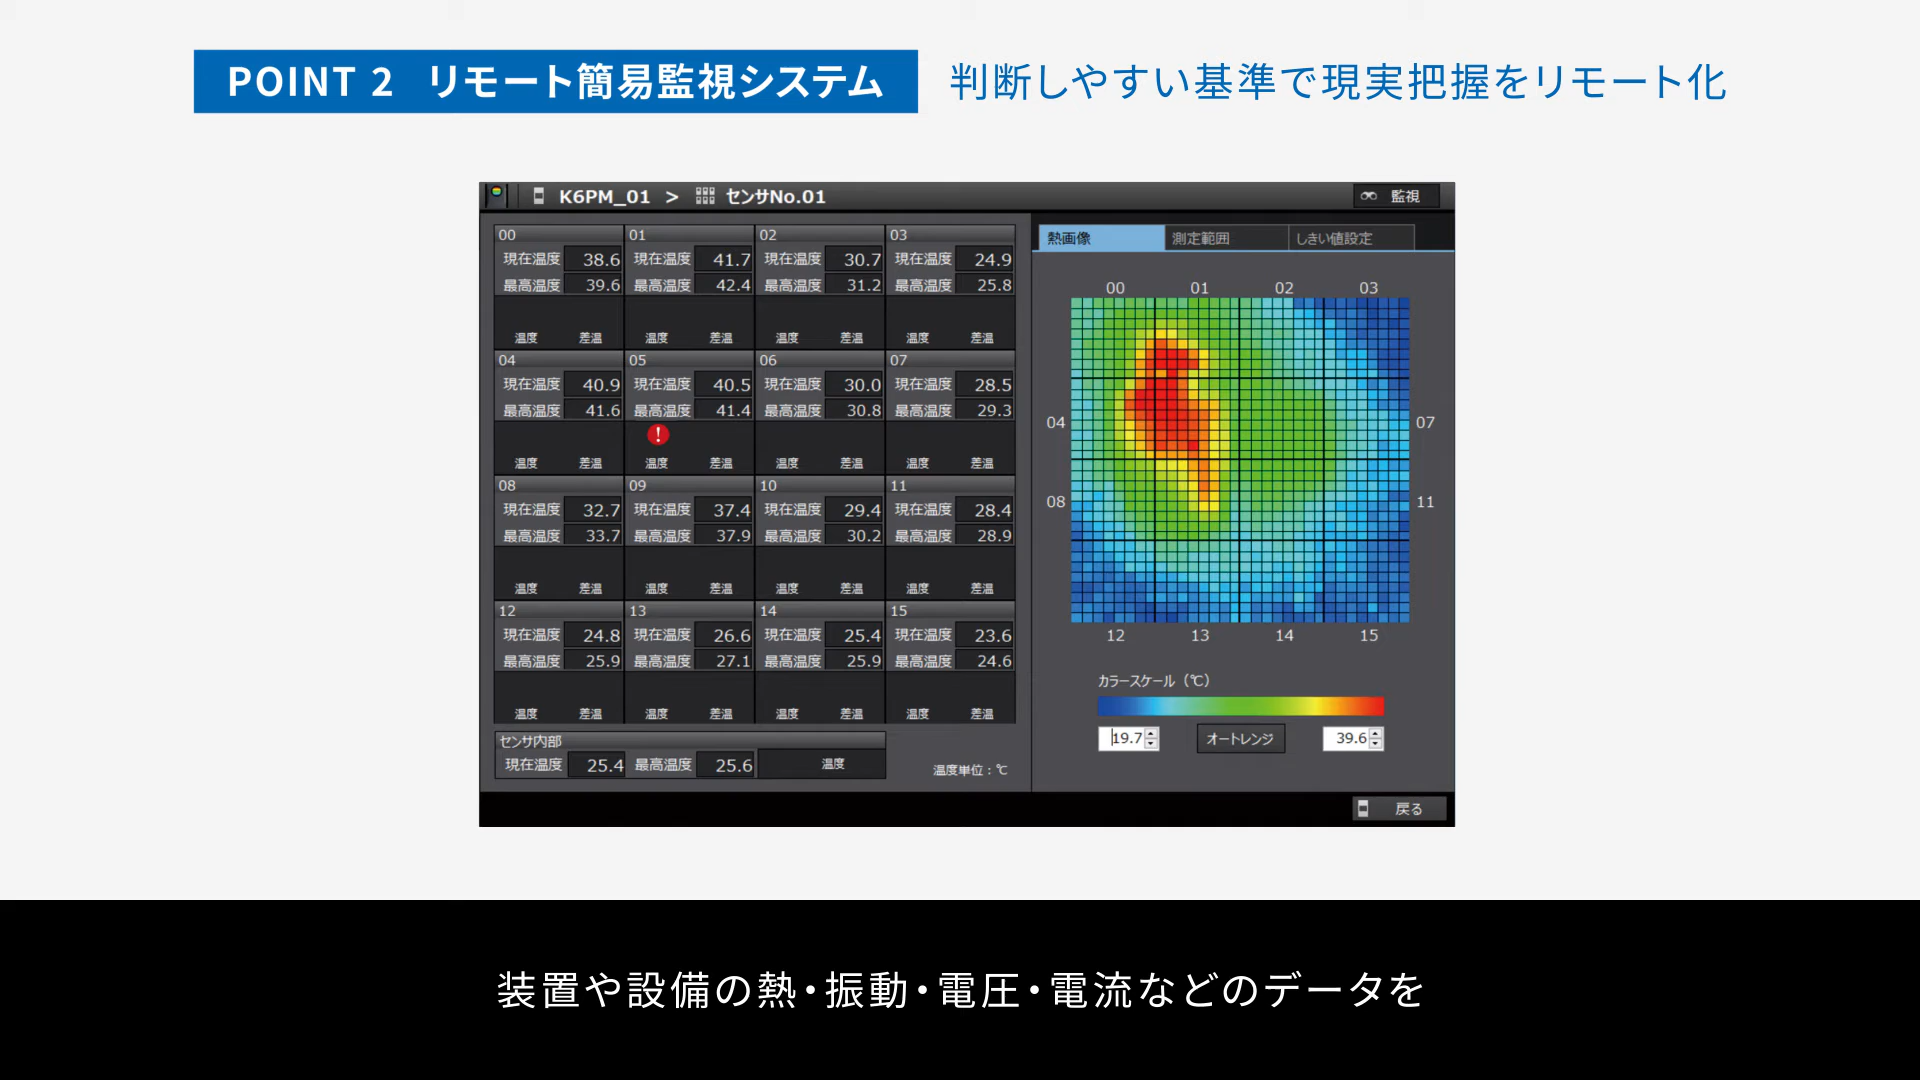 POINT 2 リモート簡易監視システム 判断しやすい基準で現実把握をリモート化
K6PM_01 > センサNo.01 監視
00 01 02 03
現在温度 38.6 現在温度 41.7 現在温度 30.7 現在温度 24.9
最高温度 39.6 最高温度 42.4 最高温度 31.2 最高温度 25.8
温度 差温 温度 差温 温度 差温 温度 差温
04 05 06 07
現在温度 40.9 現在温度 40.5 現在温度 30.0 現在温度 28.5
最高温度 41.6 最高温度 41.4 最高温度 30.8 最高温度 29.3
!
温度 差温 温度 差温 温度 差温 温度 差温
08 09 10 11
現在温度 32.7 現在温度 37.4 現在温度 29.4 現在温度 28.4
最高温度 33.7 最高温度 37.9 最高温度 30.2 最高温度 28.9
温度 差温 温度 差温 温度 差温 温度 差温
12 13 14 15
現在温度 24.8 現在温度 26.6 現在温度 25.4 現在温度 23.6
最高温度 25.9 最高温度 27.1 最高温度 25.9 最高温度 24.6
温度 差温 温度 差温 温度 差温 温度 差温
センサ内部
現在温度 25.4 最高温度 25.6 温度 温度単位:℃
熱画像 測定範囲 しきい値設定
00 01 02 03
04 07
08 11
12 13 14 15
カラースケール（℃）
19.7 オートレンジ 39.6
戻る
装置や設備の熱・振動・電圧・電流などのデータを